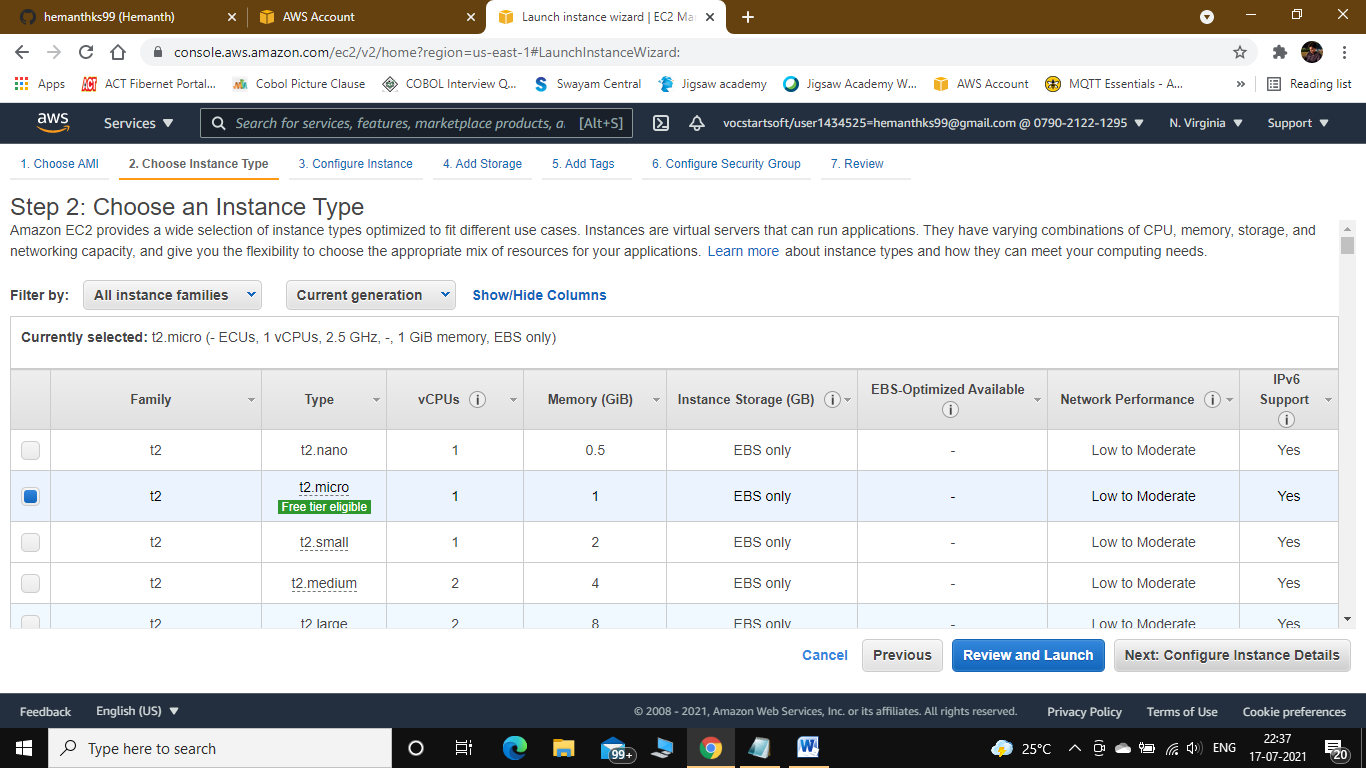 hemanthks99 (Hemanth)
AWS Account
Launch instance wizard | EC2 Ma
console.aws.amazon.com/ec2/v2/home?region=us-east-1#LaunchInstanceWizard:
Apps
ACT Fibernet Portal...
Cobol Picture Clause
COBOL Interview Q...
Swayam Central
Jigsaw academy
Jigsaw Academy W...
AWS Account
MQTT Essentials - A...
»
Reading list
aws
Services
Search for services, features, marketplace products, a [Alt+S]
vocstartsoft/user1434525=hemanthks99@gmail.com @ 0790-2122-1295
N. Virginia
Support
1. Choose AMI
2. Choose Instance Type
3. Configure Instance
4. Add Storage
5. Add Tags
6. Configure Security Group
7. Review
Step 2: Choose an Instance Type
Amazon EC2 provides a wide selection of instance types optimized to fit different use cases. Instances are virtual servers that can run applications. They have varying combinations of CPU, memory, storage, and
networking capacity, and give you the flexibility to choose the appropriate mix of resources for your applications. Learn more about instance types and how they can meet your computing needs.
Filter by: All instance families Current generation Show/Hide Columns
Currently selected: t2.micro (- ECUs, 1 vCPUs, 2.5 GHz, -, 1 GiB memory, EBS only)
Family Type vCPUs Memory (GiB) Instance Storage (GB) EBS-Optimized Available Network Performance IPv6 Support
t2 t2.nano 1 0.5 EBS only - Low to Moderate Yes
t2 t2.micro 1 1 EBS only - Low to Moderate Yes
Free tier eligible
t2 t2.small 1 2 EBS only - Low to Moderate Yes
t2 t2.medium 2 4 EBS only - Low to Moderate Yes
t2 t2.large 2 8 EBS only - Low to Moderate Yes
Cancel Previous Review and Launch Next: Configure Instance Details
Feedback English (US) © 2008 - 2021, Amazon Web Services, Inc. or its affiliates. All rights reserved. Privacy Policy Terms of Use Cookie preferences
Type here to search
99+
25°C
ENG
22:37
17-07-2021
20